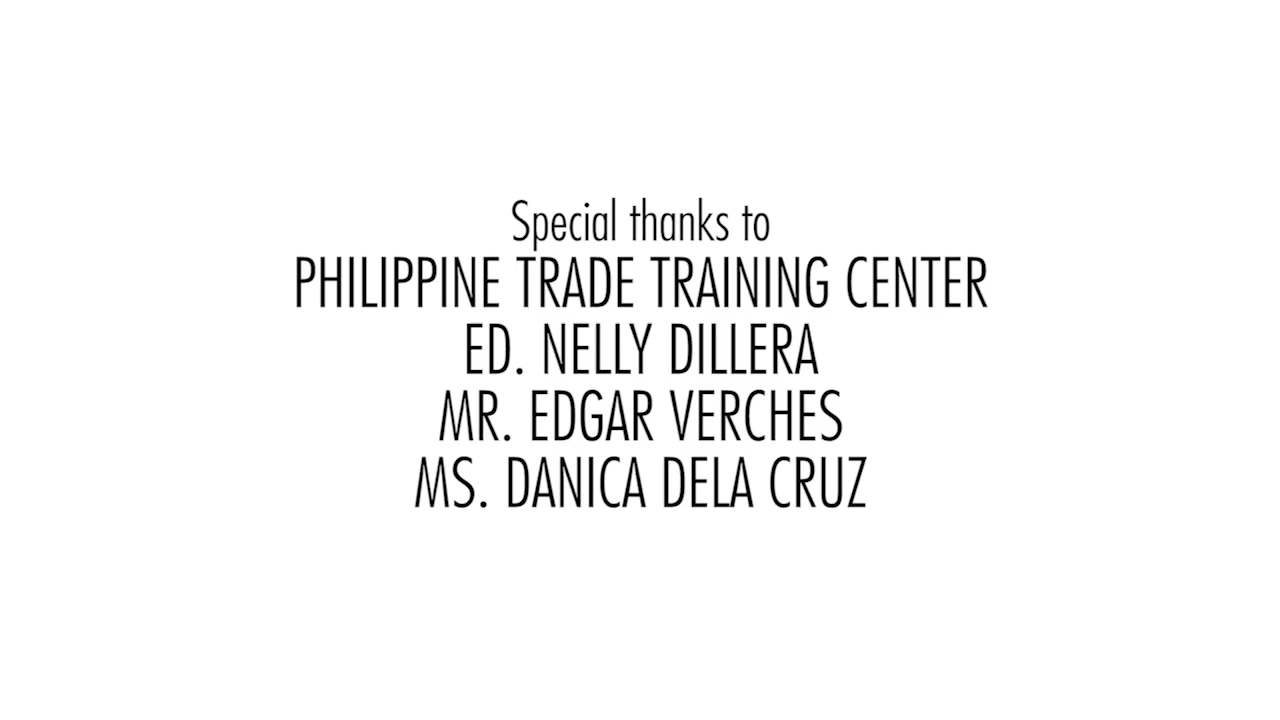 Special thanks to
PHILIPPINE TRADE TRAINING CENTER
ED. NELLY DILLERA
MR. EDGAR VERCHES
MS. DANICA DELA CRUZ